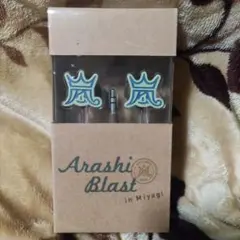 嵐 嵐
Arashi
Blast
in Miyagi